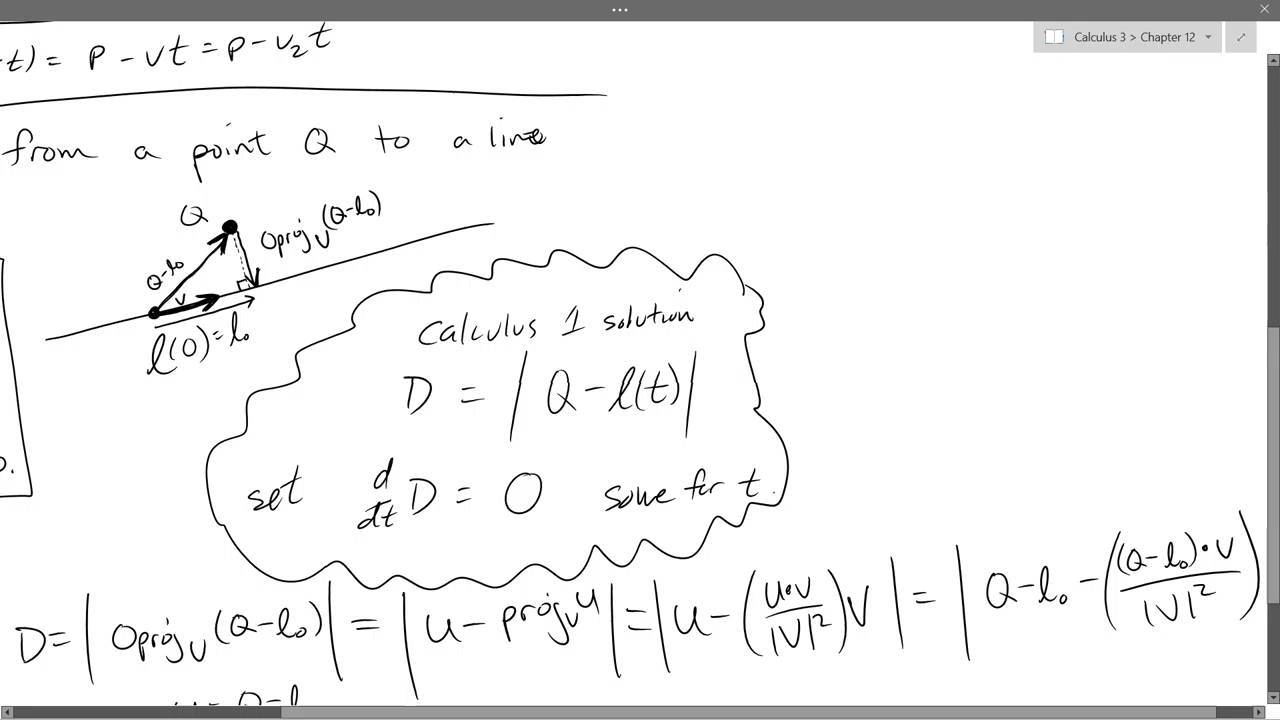 Calculus 3 > Chapter 12
-t) = P - vt = P - v₂t
from a point Q to a line
Q
Oproj_v(Q-l₀)
Q-l₀
v
l(0)=l₀
Calculus 1 solution
D = | Q - l(t) |
set d/dt D = 0 solve for t.
D = | Oproj_v (Q-l₀) | = | u - proj_v u | = | u - (u•v/|v|²) v | = | Q - l₀ - ((Q-l₀)•v/|v|²)